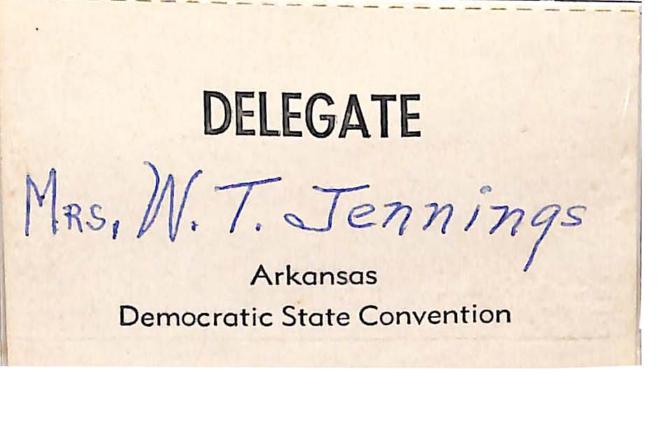 DELEGATE
Mrs. W. T. Jennings
Arkansas
Democratic State Convention